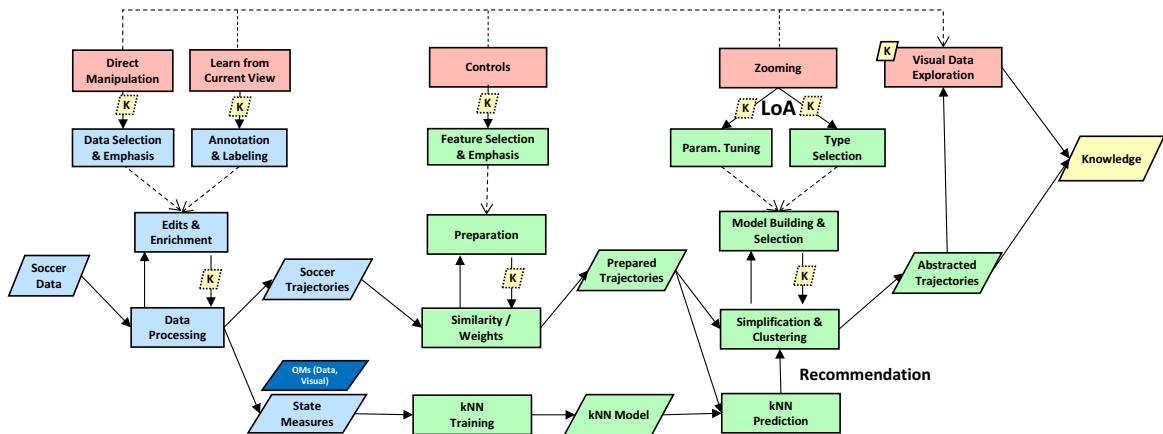 Direct
Manipulation
Learn from
Current View
Controls
Zooming
K
Visual Data
Exploration
K
K
K
K
LoA
K
Data Selection
& Emphasis
Annotation
& Labeling
Feature Selection
& Emphasis
Param. Tuning
Type
Selection
Knowledge
Edits &
Enrichment
Preparation
Model Building &
Selection
Soccer
Data
K
Soccer
Trajectories
K
Prepared
Trajectories
K
Abstracted
Trajectories
Data
Processing
Similarity /
Weights
Simplification &
Clustering
QMs (Data,
Visual)
Recommendation
State
Measures
kNN
Training
kNN Model
kNN
Prediction